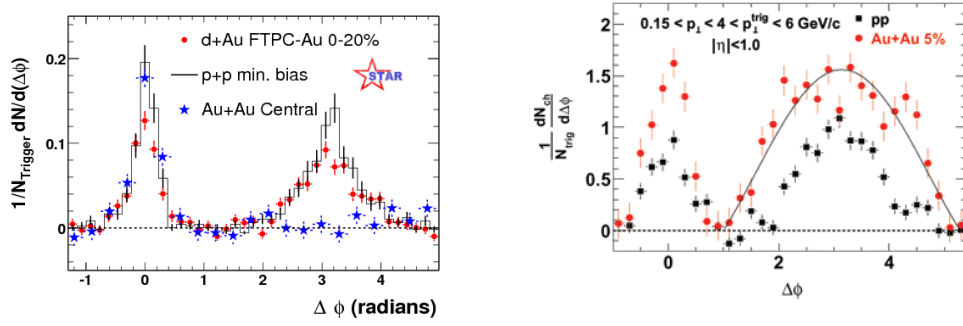 1/N_Trigger dN/d(Δφ)
0.2
0.1
0
d+Au FTPC-Au 0-20%
p+p min. bias
Au+Au Central
STAR
-1 0 1 2 3 4
Δ φ (radians)
1/N_trig dN_ch/dΔφ
2
1.5
1
0.5
0
0.15 < p⊥ < 4 < p⊥^trig < 6 GeV/c
|η|<1.0
pp
Au+Au 5%
0 2 4
Δφ